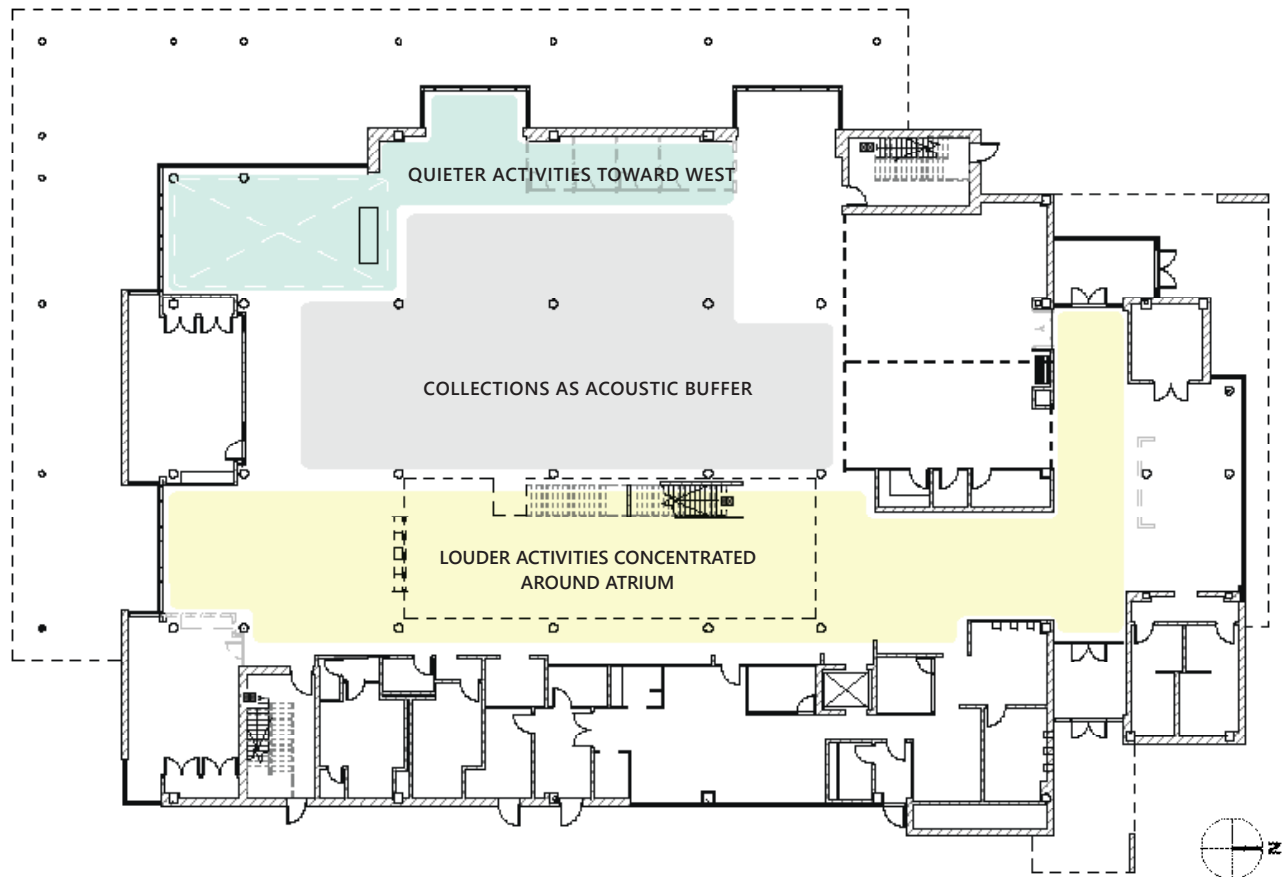 QUIETER ACTIVITIES TOWARD WEST
COLLECTIONS AS ACOUSTIC BUFFER
LOUDER ACTIVITIES CONCENTRATED
AROUND ATRIUM
N